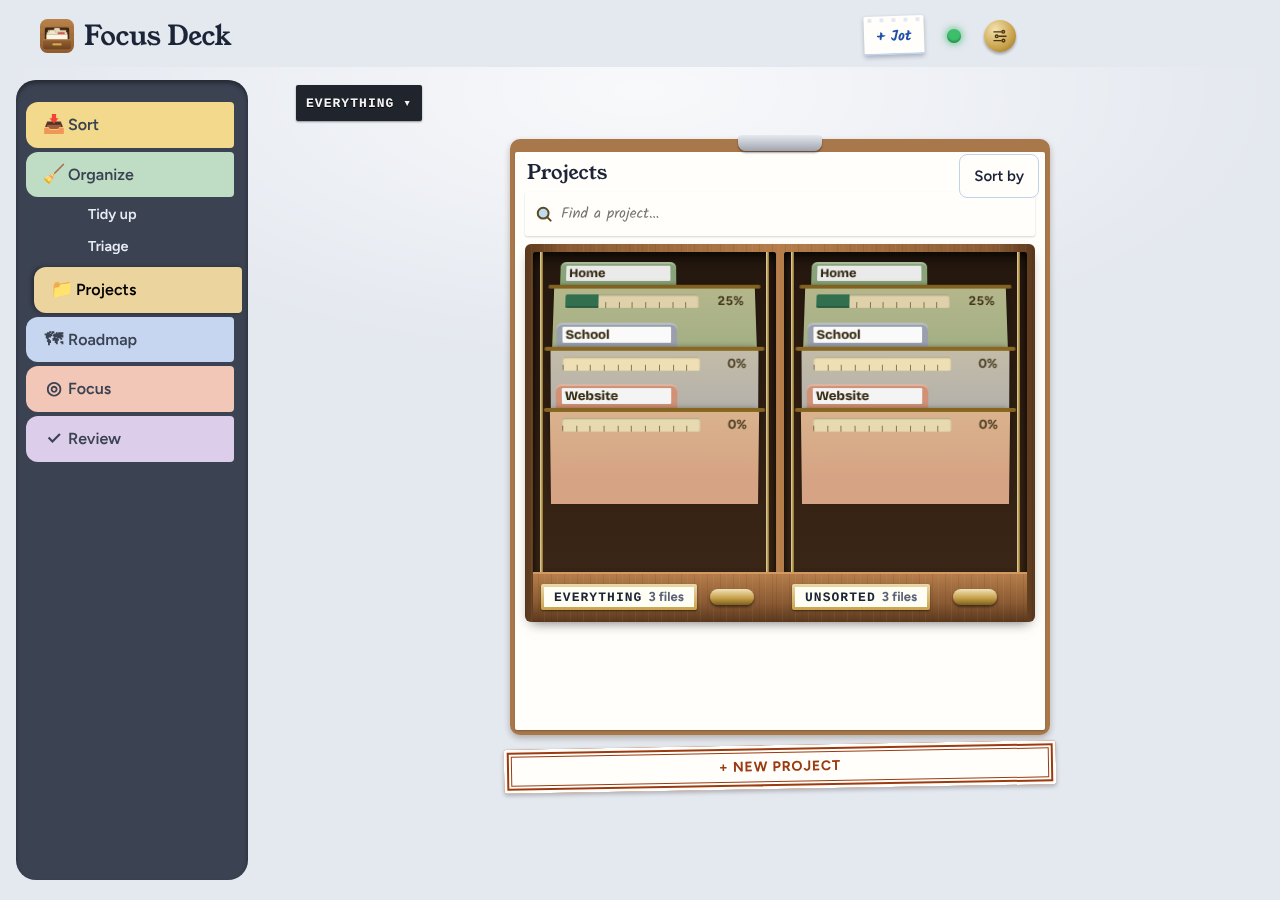 Focus Deck
+ Jot
EVERYTHING ▾
Sort
Organize
Tidy up
Triage
Projects
Roadmap
Focus
Review
Projects
Sort by
Find a project...
Home
25%
School
0%
Website
0%
Home
25%
School
0%
Website
0%
EVERYTHING 3 files
UNSORTED 3 files
+ NEW PROJECT